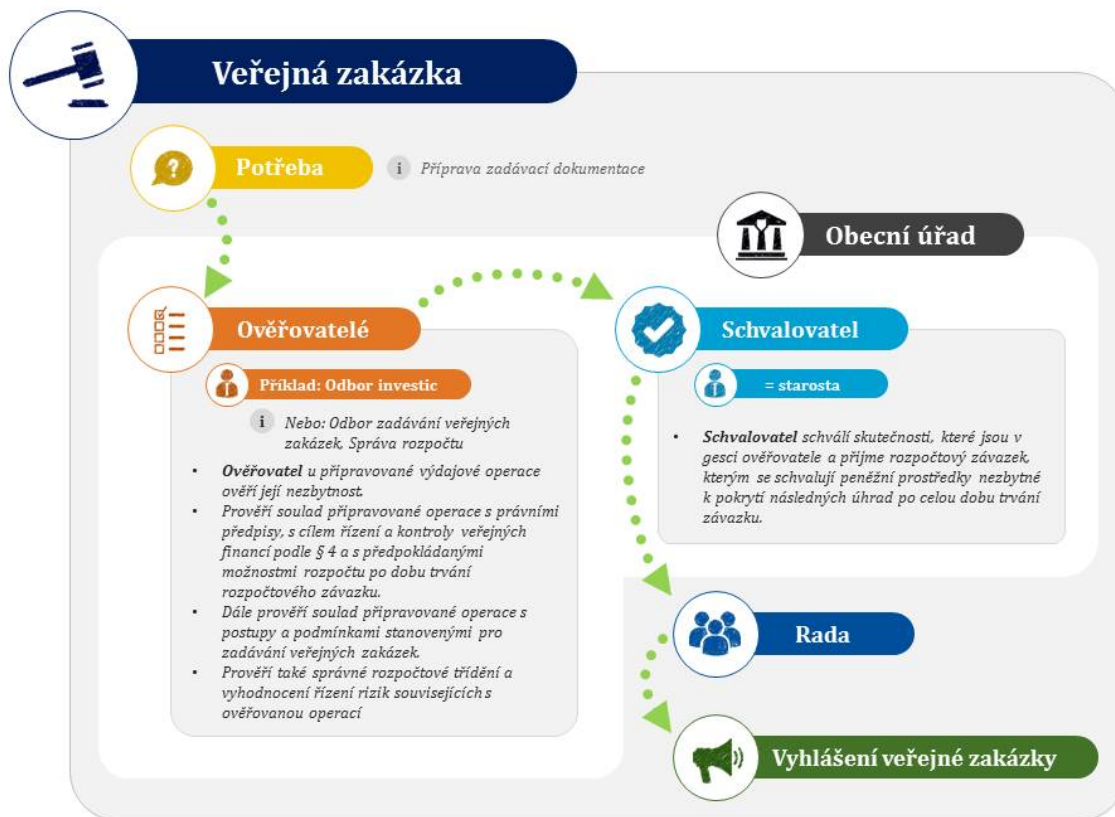 Veřejná zakázka
Potřeba
i Příprava zadávací dokumentace
Obecní úřad
Ověřovatelé
Příklad: Odbor investic
i Nebo: Odbor zadávání veřejných
zakázek, Správa rozpočtu
• Ověřovatel u připravované výdajové operace
ověří její nezbytnost.
• Prověří soulad připravované operace s právními
předpisy, s cílem řízení a kontroly veřejných
financí podle § 4 a s předpokládanými
možnostmi rozpočtu po dobu trvání
rozpočtového závazku.
• Dále prověří soulad připravované operace s
postupy a podmínkami stanovenými pro
zadávání veřejných zakázek.
• Prověří také správné rozpočtové třídění a
vyhodnocení řízení rizik souvisejících s
ověřovanou operací
Schvalovatel
= starosta
• Schvalovatel schválí skutečnosti, které jsou v
gesci ověřovatele a přijme rozpočtový závazek,
kterým se schvalují peněžní prostředky nezbytné
k pokrytí následných úhrad po celou dobu trvání
závazku.
Rada
Vyhlášení veřejné zakázky